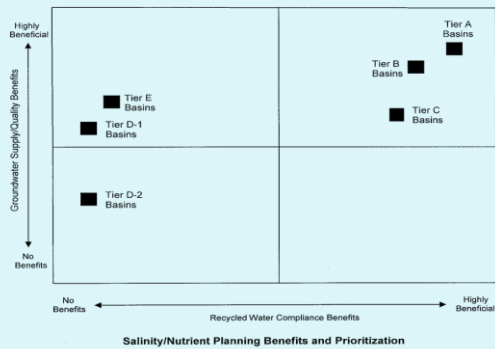 Highly
Beneficial
Groundwater Supply/Quality Benefits
No
Benefits
Tier A
Basins
Tier B
Basins
Tier C
Basins
Tier E
Basins
Tier D-1
Basins
Tier D-2
Basins
No
Benefits
Recycled Water Compliance Benefits
Highly
Beneficial
Salinity/Nutrient Planning Benefits and Prioritization